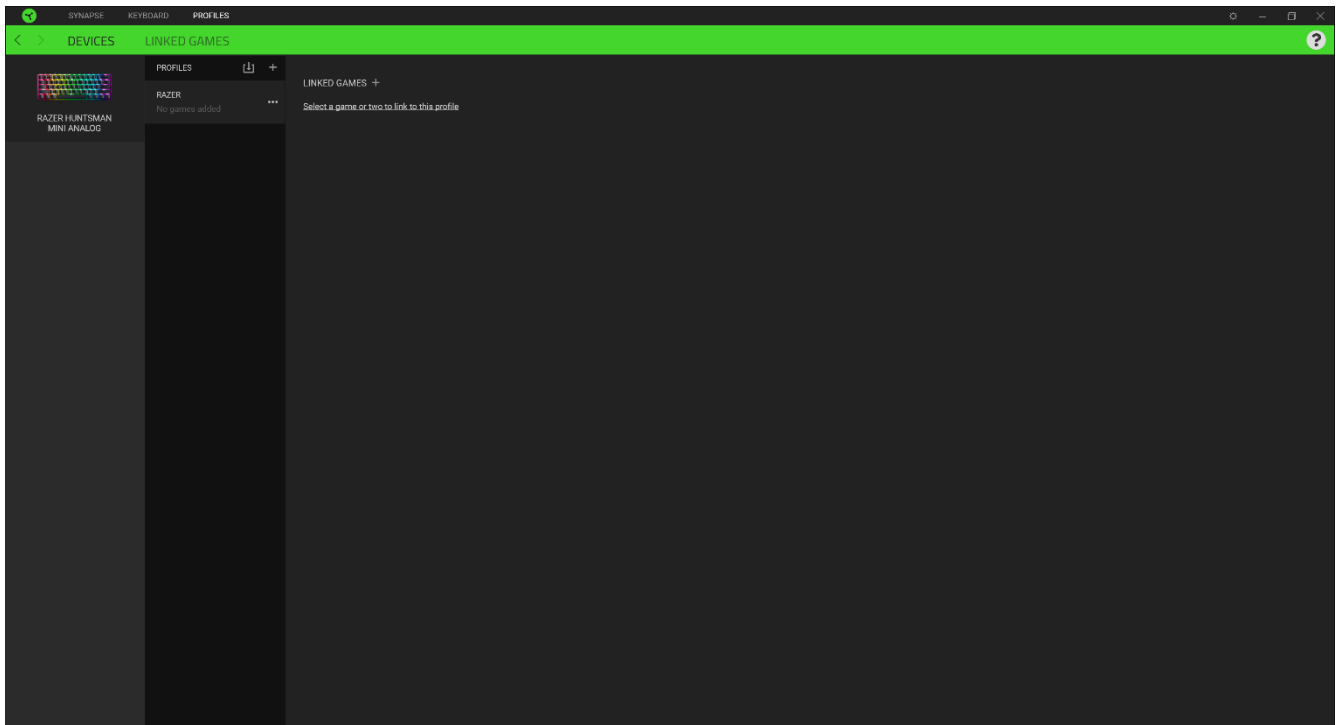 SYNAPSE KEYBOARD PROFILES
DEVICES LINKED GAMES
?
PROFILES
RAZER
No games added
RAZER HUNTSMAN
MINI ANALOG
LINKED GAMES +
Select a game or two to link to this profile